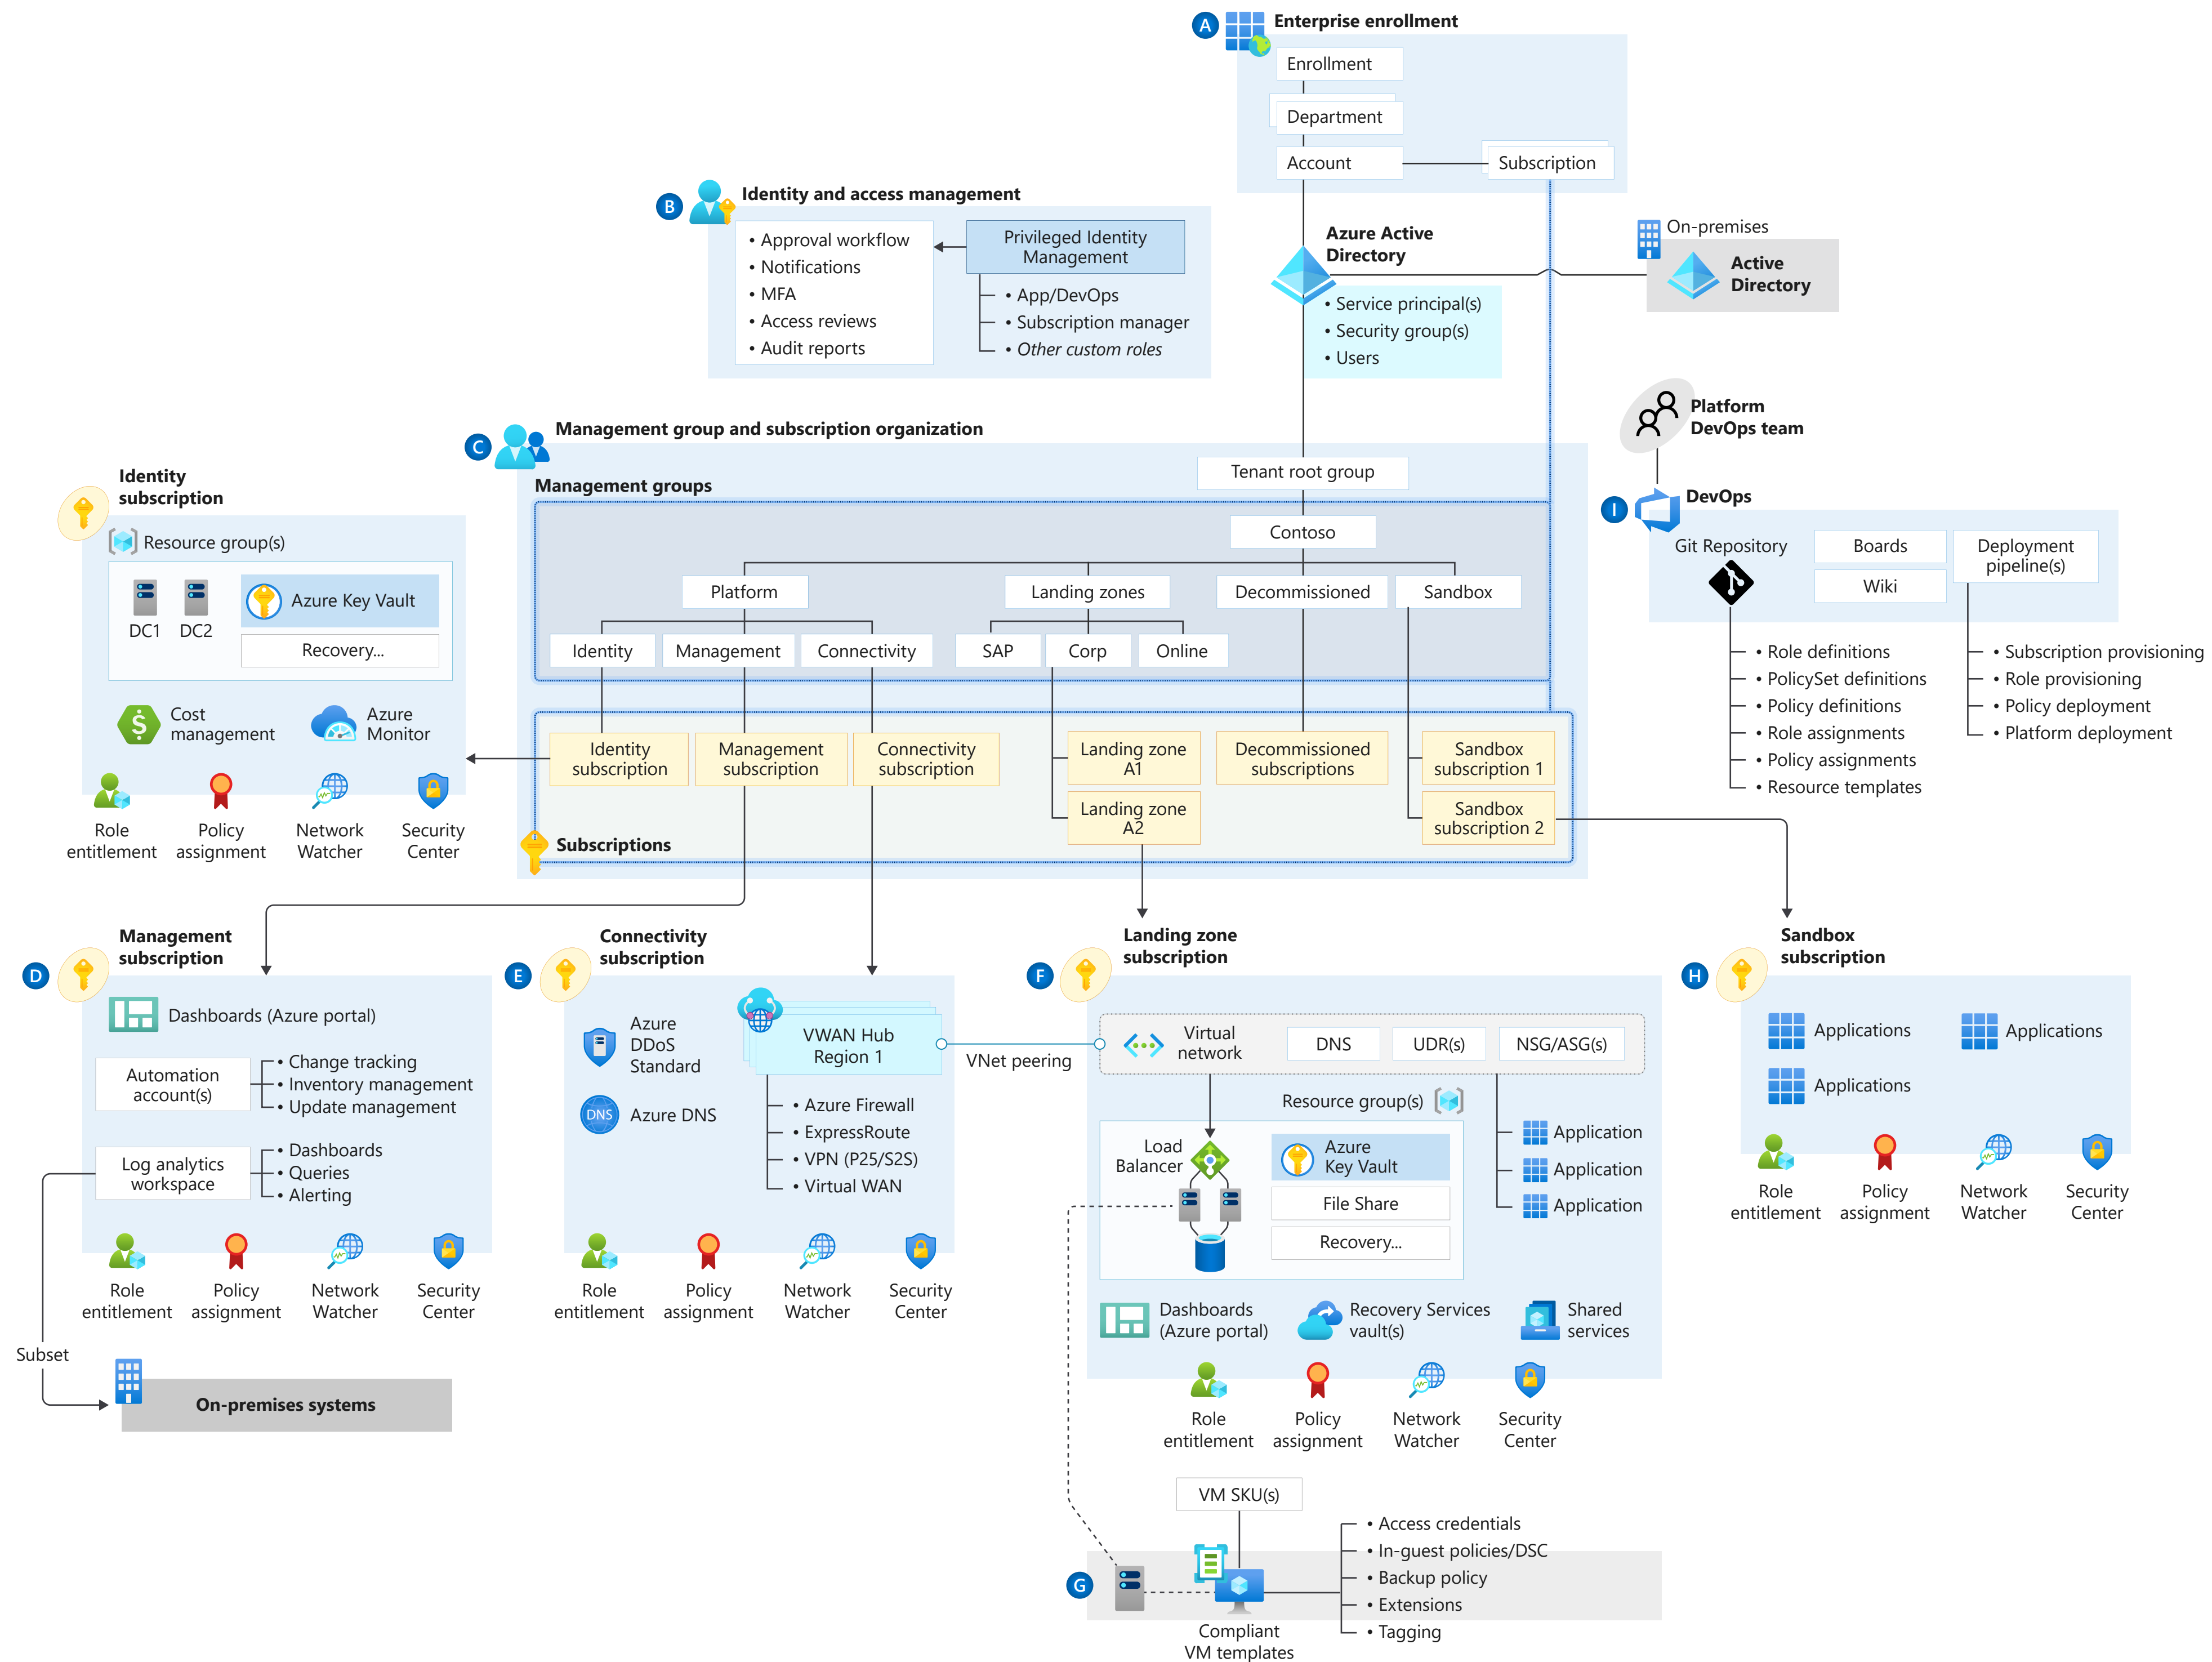 A
Enterprise enrollment
Enrollment
Department
Account
Subscription
B
Identity and access management
• Approval workflow
• Notifications
• MFA
• Access reviews
• Audit reports
Privileged Identity
Management
• App/DevOps
• Subscription manager
• Other custom roles
Azure Active
Directory
• Service principal(s)
• Security group(s)
• Users
On-premises
Active
Directory
Platform
DevOps team
C
Management group and subscription organization
Tenant root group
Management groups
Contoso
Platform
Landing zones
Decommissioned
Sandbox
Identity
Management
Connectivity
SAP
Corp
Online
Identity
subscription
Management
subscription
Connectivity
subscription
Landing zone
A1
Landing zone
A2
Decommissioned
subscriptions
Sandbox
subscription 1
Sandbox
subscription 2
Subscriptions
Identity
subscription
Resource group(s)
DC1
DC2
Azure Key Vault
Recovery...
Cost
management
Azure
Monitor
Role
entitlement
Policy
assignment
Network
Watcher
Security
Center
I
DevOps
Git Repository
Boards
Wiki
Deployment
pipeline(s)
• Role definitions
• PolicySet definitions
• Policy definitions
• Role assignments
• Policy assignments
• Resource templates
• Subscription provisioning
• Role provisioning
• Policy deployment
• Platform deployment
D
Management
subscription
Dashboards (Azure portal)
Automation
account(s)
• Change tracking
• Inventory management
• Update management
Log analytics
workspace
• Dashboards
• Queries
• Alerting
Role
entitlement
Policy
assignment
Network
Watcher
Security
Center
Subset
On-premises systems
E
Connectivity
subscription
Azure
DDoS
Standard
DNS
Azure DNS
VWAN Hub
Region 1
• Azure Firewall
• ExpressRoute
• VPN (P25/S2S)
• Virtual WAN
Role
entitlement
Policy
assignment
Network
Watcher
Security
Center
VNet peering
F
Landing zone
subscription
Virtual
network
DNS
UDR(s)
NSG/ASG(s)
Resource group(s)
Load
Balancer
Azure
Key Vault
File Share
Recovery...
Application
Application
Application
Dashboards
(Azure portal)
Recovery Services
vault(s)
Shared
services
Role
entitlement
Policy
assignment
Network
Watcher
Security
Center
H
Sandbox
subscription
Applications
Applications
Applications
Role
entitlement
Policy
assignment
Network
Watcher
Security
Center
G
VM SKU(s)
Compliant
VM templates
• Access credentials
• In-guest policies/DSC
• Backup policy
• Extensions
• Tagging